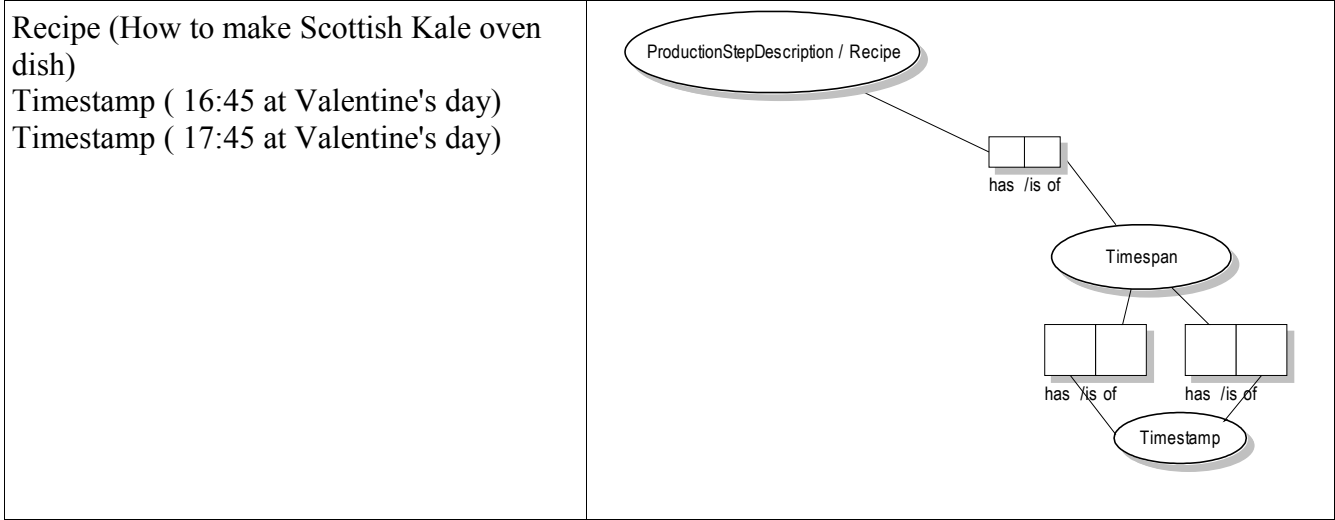 Recipe (How to make Scottish Kale oven
dish)
Timestamp ( 16:45 at Valentine's day)
Timestamp ( 17:45 at Valentine's day)
ProductionStepDescription / Recipe
has /is of
Timespan
has /is of
has /is of
Timestamp